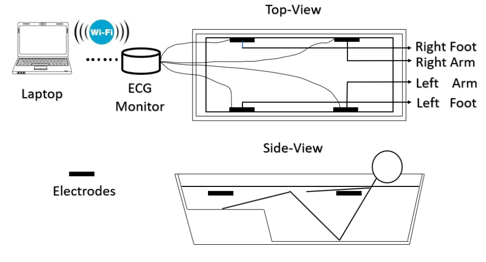 Top-View
Wi-Fi
Laptop
ECG
Monitor
Right Foot
Right Arm
Left Arm
Left Foot
Side-View
Electrodes